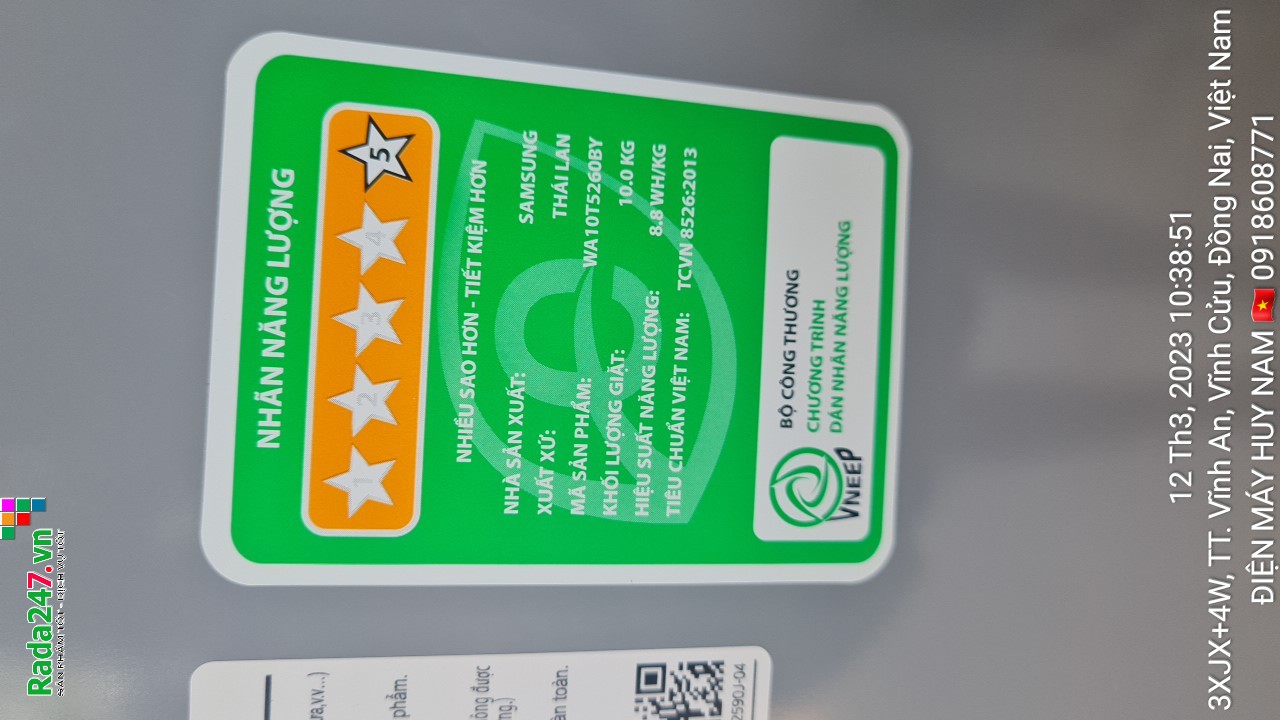 NHÃN NĂNG LƯỢNG
1 2 3 4 5
NHIỀU SAO HƠN - TIẾT KIỆM HƠN
NHÀ SẢN XUẤT: SAMSUNG
XUẤT XỨ: THÁI LAN
MÃ SẢN PHẨM: WA10T5260BY
KHỐI LƯỢNG GIẶT: 10.0 KG
HIỆU SUẤT NĂNG LƯỢNG: 8.8 WH/KG
TIÊU CHUẨN VIỆT NAM: TCVN 8526:2013
VNEEP
BỘ CÔNG THƯƠNG
CHƯƠNG TRÌNH
DÁN NHÃN NĂNG LƯỢNG
phẩm.
được
toàn.
2590J-04
Rada247.vn
12 Th3, 2023 10:38:51
3XJX+4W, TT. Vĩnh An, Vĩnh Cửu, Đồng Nai, Việt Nam
ĐIỆN MÁY HUY NAM 🇻🇳 0918608771